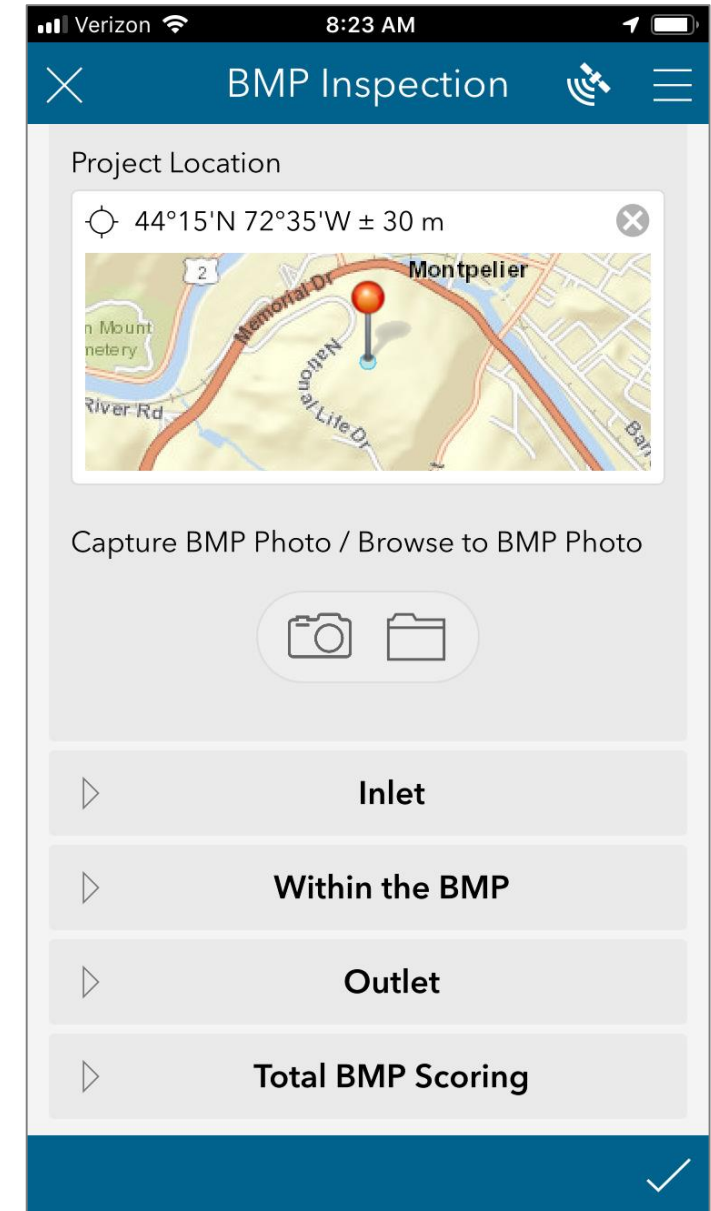 Verizon 8:23 AM
BMP Inspection
Project Location
44°15'N 72°35'W ± 30 m
2
Montpelier
Memorial Dr
n Mount
netery
National Life Dr
River Rd
Capture BMP Photo / Browse to BMP Photo
Inlet
Within the BMP
Outlet
Total BMP Scoring